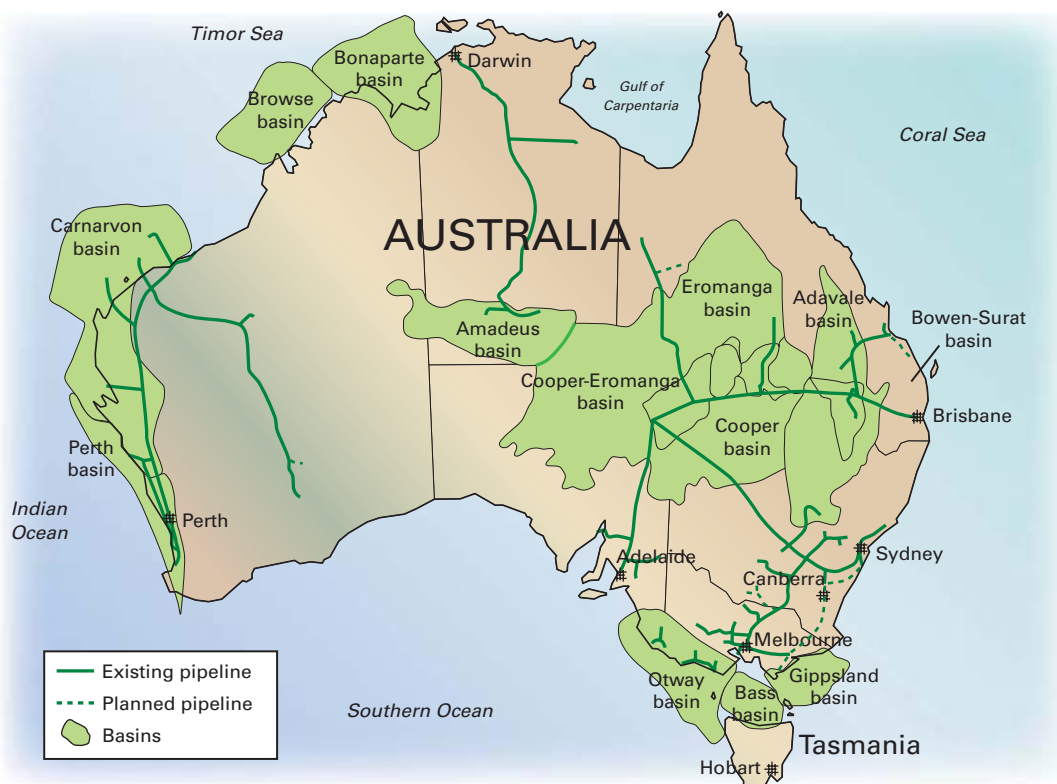 Timor Sea
Bonaparte
basin
Darwin
Browse
basin
Gulf of
Carpentaria
Coral Sea
Carnarvon
basin
AUSTRALIA
Eromanga
basin
Adavale
basin
Bowen-Surat
basin
Amadeus
basin
Cooper-Eromanga
basin
Brisbane
Cooper
basin
Perth
basin
Indian
Ocean
Perth
Adelaide
Sydney
Canberra
Melbourne
Otway
basin
Bass
basin
Gippsland
basin
Existing pipeline
Planned pipeline
Basins
Southern Ocean
Tasmania
Hobart